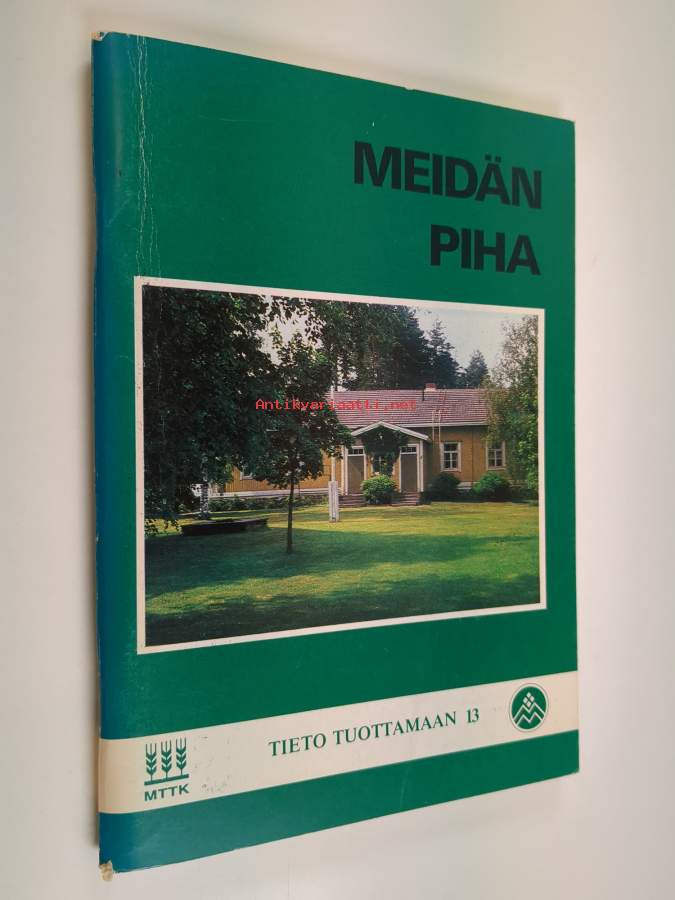 MEIDÄN
PIHA
Antikvariaatti.net
TIETO TUOTTAMAAN 13
MTTK